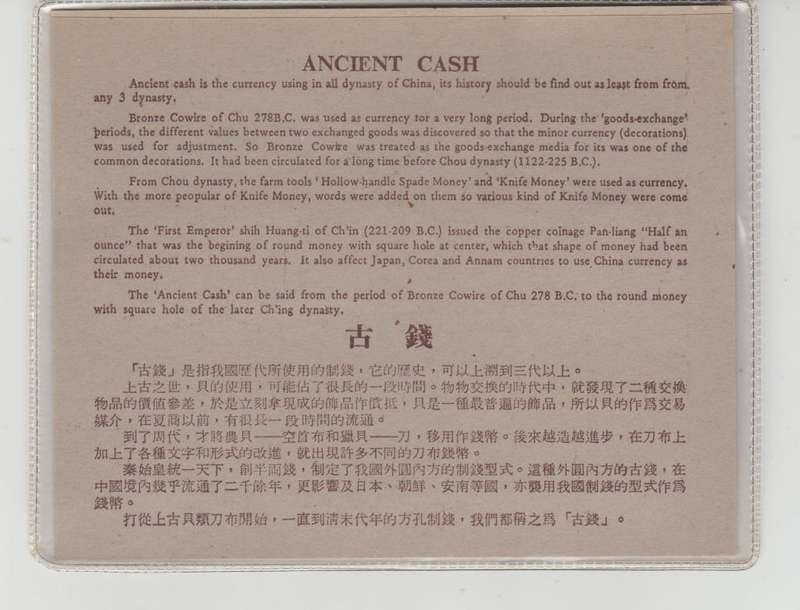 ANCIENT CASH
Ancient cash is the currency using in all dynasty of China, its history should be find out as least from from
any 3 dynasty.
Bronze Cowire of Chu 278B.C. was used as currency for a very long period. During the 'goods-exchange'
periods, the different values between two exchanged goods was discovered so that the minor currency (decorations)
was used for adjustment. So Bronze Cowire was treated as the goods-exchange media for its was one of the
common decorations. It had been circulated for a long time before Chou dynasty (1122-225 B.C.).
From Chou dynasty, the farm tools 'Hollow-handle Spade Money' and 'Knife Money' were used as currency.
With the more peopular of Knife Money, words were added on them so various kind of Knife Money were come
out.
The 'First Emperor' shih Huang-ti of Ch'in (221-209 B.C.) issued the copper coinage Pan-liang "Half an
ounce" that was the begining of round money with square hole at center, which that shape of money had been
circulated about two thousand years. It also affect Japan, Corea and Annam countries to use China currency as
their money.
The 'Ancient Cash' can be said from the period of Bronze Cowire of Chu 278 B.C. to the round money
with square hole of the later Ch'ing dynasty.
古錢
「古錢」是指我國歷代所使用的制錢，它的歷史，可以上溯到三代以上。
上古之世，貝的使用，可能佔了很長的一段時間。物物交換的時代中，就發現了二種交換
物品的價值參差，於是立刻拿現成的飾品作償抵，貝是一種最普遍的飾品，所以貝的作爲交易
媒介，在夏商以前，有很長一段時間的流通。
到了周代，才將農具——空首布和獵具——刀，移用作錢幣。後來越造越進步，在刀布上
加上了各種文字和形式的改進，就出現許多不同的刀布錢幣。
秦始皇統一天下，創半両錢，制定了我國外圓內方的制錢型式。這種外圓內方的古錢，在
中國境內幾乎流通了二千餘年，更影響及日本、朝鮮、安南等國，亦襲用我國制錢的型式作爲
錢幣。
打從上古貝類刀布開始，一直到清末代年的方孔制錢，我們都稱之爲「古錢」。